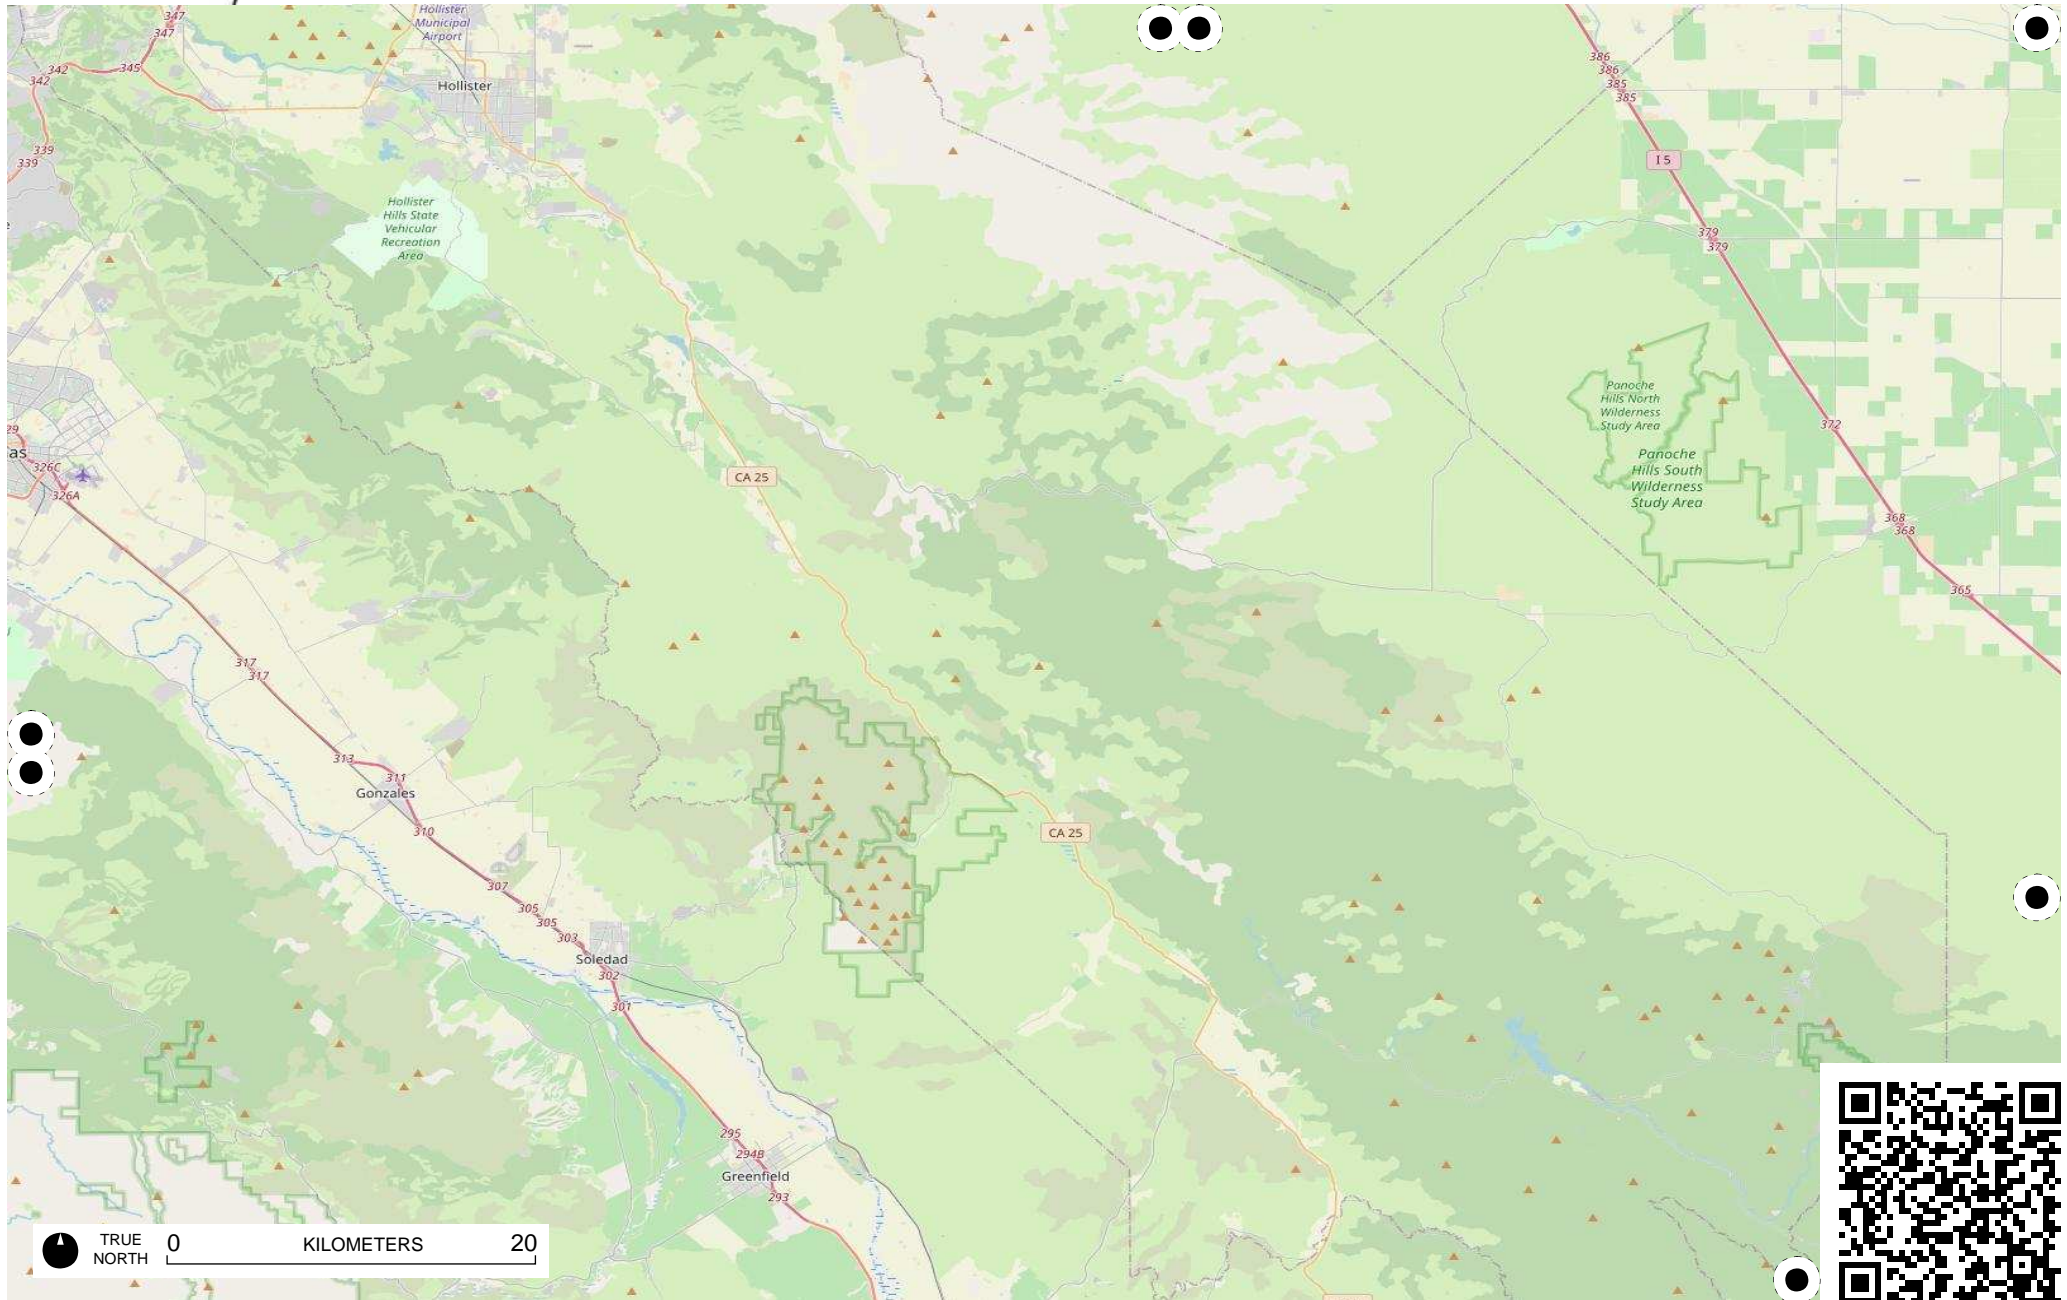 347
347
Hollister
Municipal
Airport
342
342
345
Hollister
386
386
385
385
339
339
I 5
Hollister
Hills State
Vehicular
Recreation
Area
379
379
Panoche
Hills North
Wilderness
Study Area
372
29
as
326C
326A
CA 25
Panoche
Hills South
Wilderness
Study Area
368
368
365
317
317
313
311
Gonzales
310
CA 25
307
305
305
303
Soledad
302
301
295
294B
Greenfield
293
TRUE
NORTH
0
KILOMETERS
20